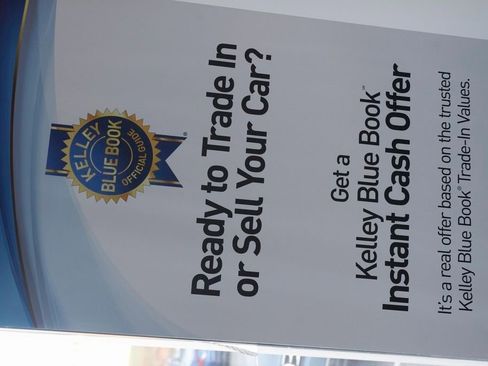 KELLEY
BLUE BOOK
OFFICIAL GUIDE
®
Ready to Trade In
or Sell Your Car?
Get a
Kelley Blue Book℠
Instant Cash Offer
It's a real offer based on the trusted
Kelley Blue Book® Trade-In Values.